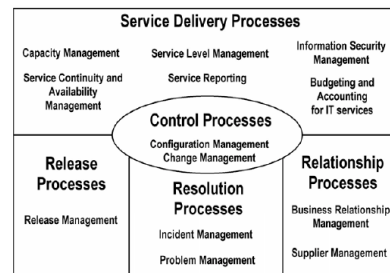 Service Delivery Processes
Capacity Management
Service Continuity and
Availability
Management
Service Level Management
Service Reporting
Information Security
Management
Budgeting and
Accounting
for IT services
Control Processes
Configuration Management
Change Management
Release
Processes
Release Management
Resolution
Processes
Incident Management
Problem Management
Relationship
Processes
Business Relationship
Management
Supplier Management